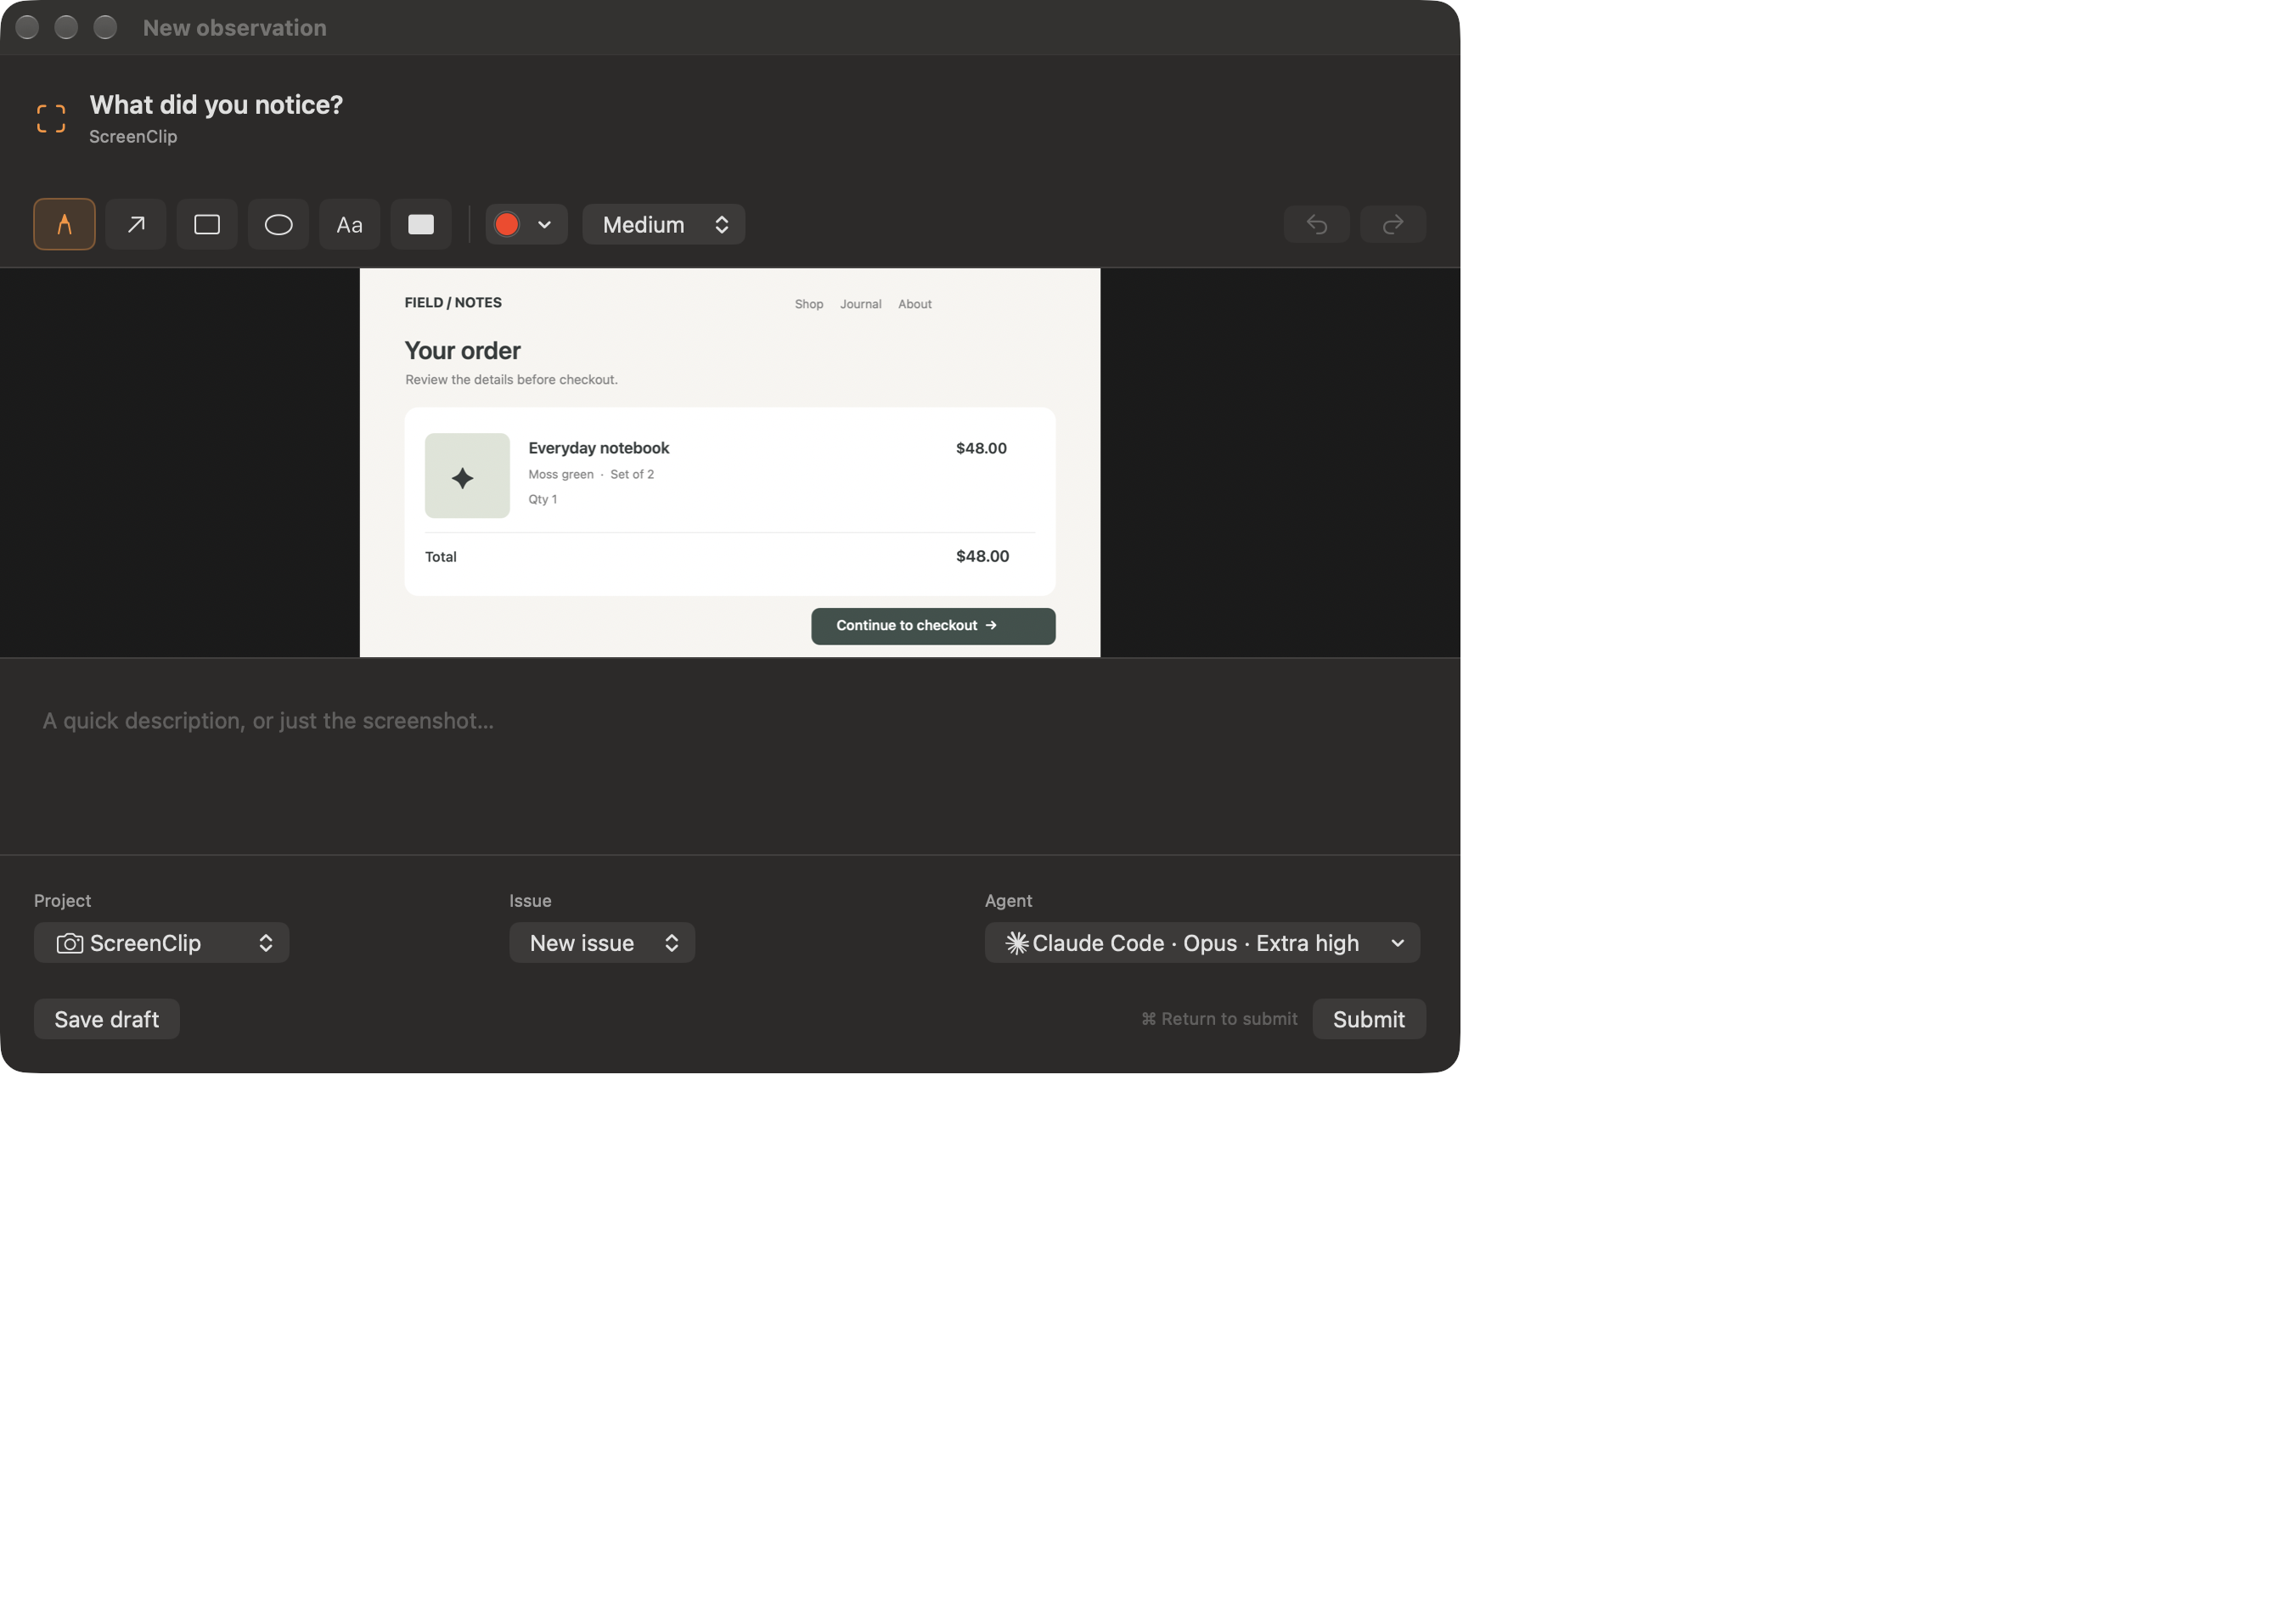 New observation
What did you notice?
ScreenClip
Aa
Medium
FIELD / NOTES
Shop Journal About
Your order
Review the details before checkout.
Everyday notebook $48.00
Moss green · Set of 2
Qty 1
Total $48.00
Continue to checkout →
A quick description, or just the screenshot...
Project Issue Agent
ScreenClip New issue Claude Code · Opus · Extra high
Save draft ⌘ Return to submit Submit